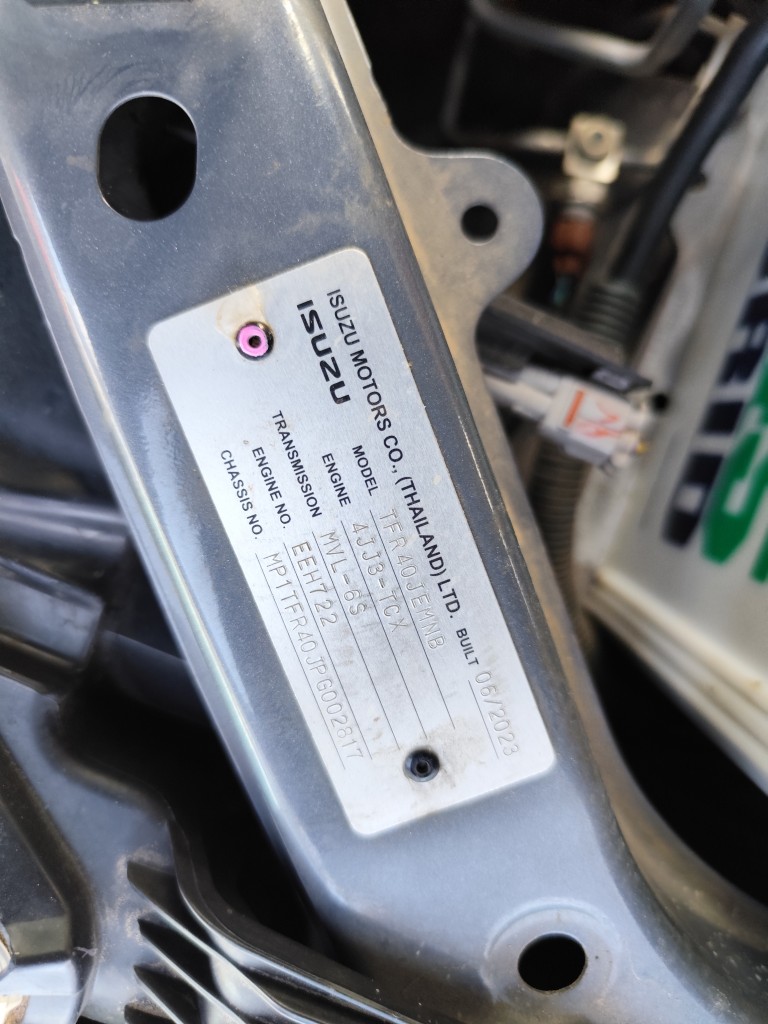 ISUZU MOTORS CO., (THAILAND) LTD.
ISUZU
BUILT 06/2023
MODEL TFR40JEMNB
ENGINE 4JJ3-TCX
TRANSMISSION MVL-6S
ENGINE NO. EEH722
CHASSIS NO. MP1TFR40JPG002817